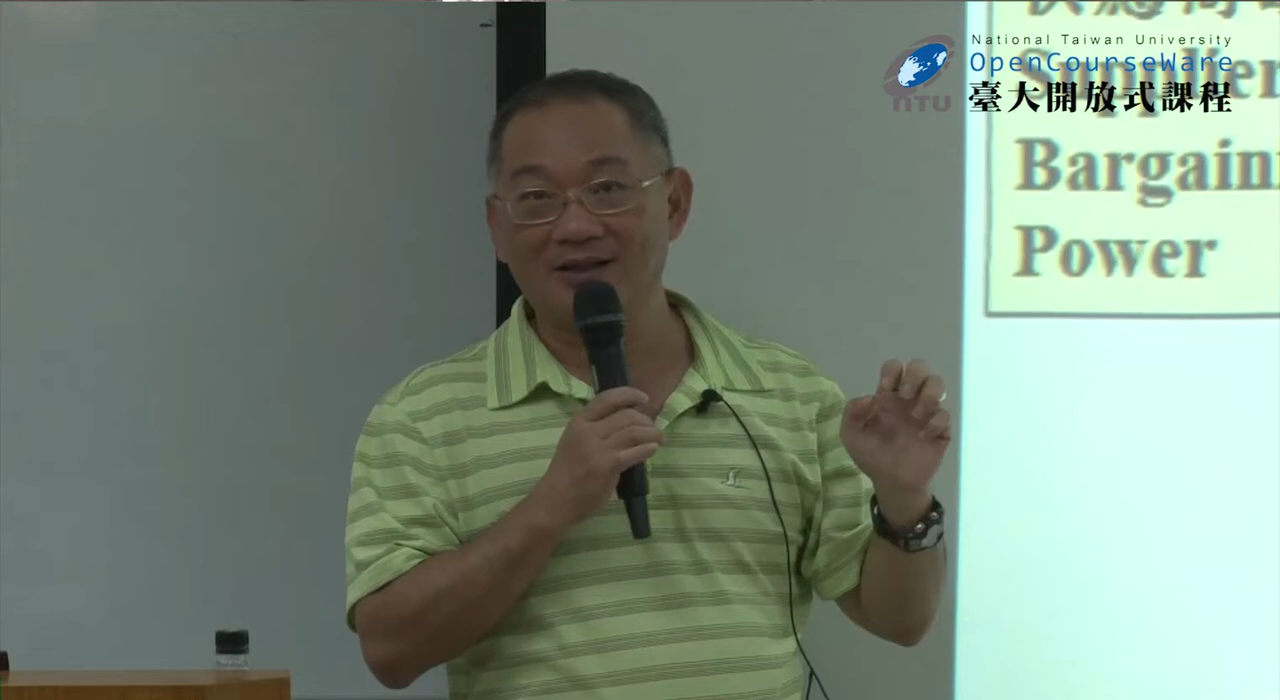 National Taiwan University
OpenCourseWare
NTU
臺大開放式課程
Bargain
Power